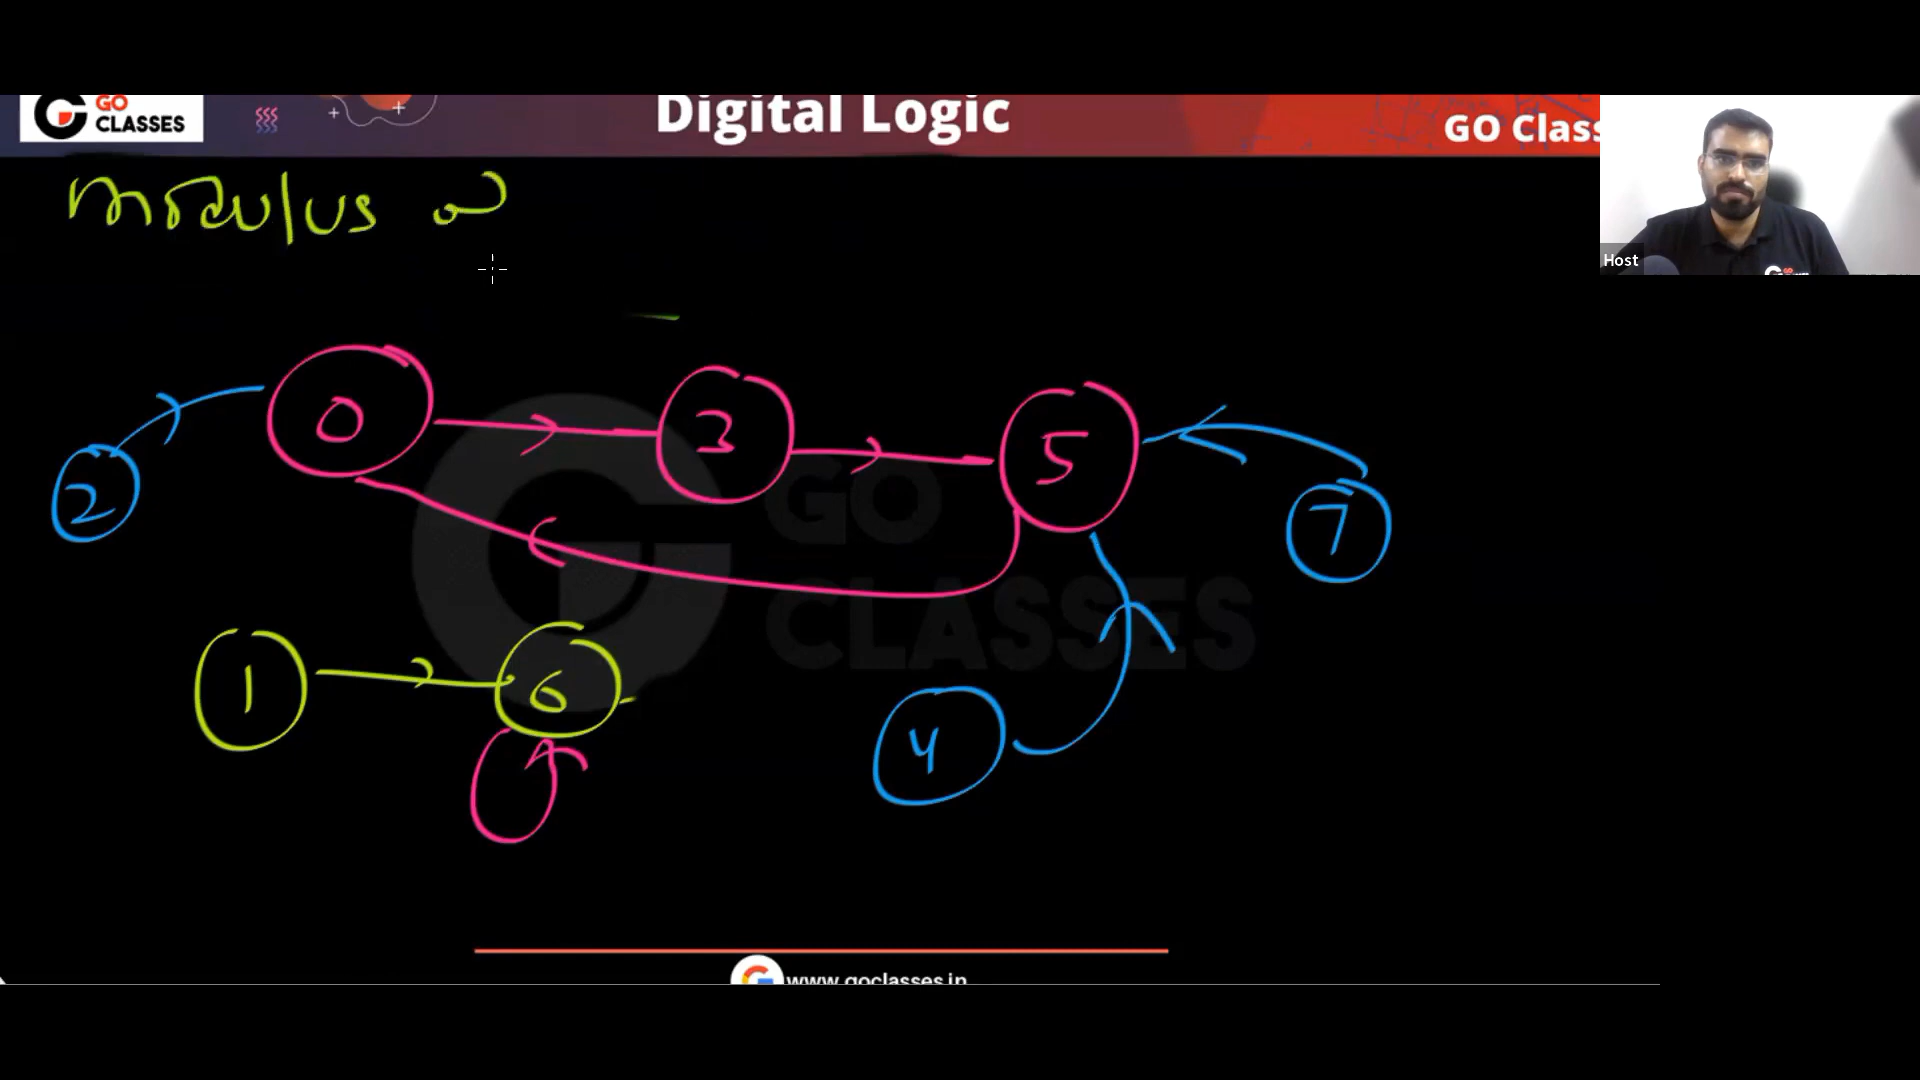 GO
CLASSES
Digital Logic
GO Class
Host
modulus
0
3
5
2
7
1
6
4
GO
CLASSES
www.goclasses.in